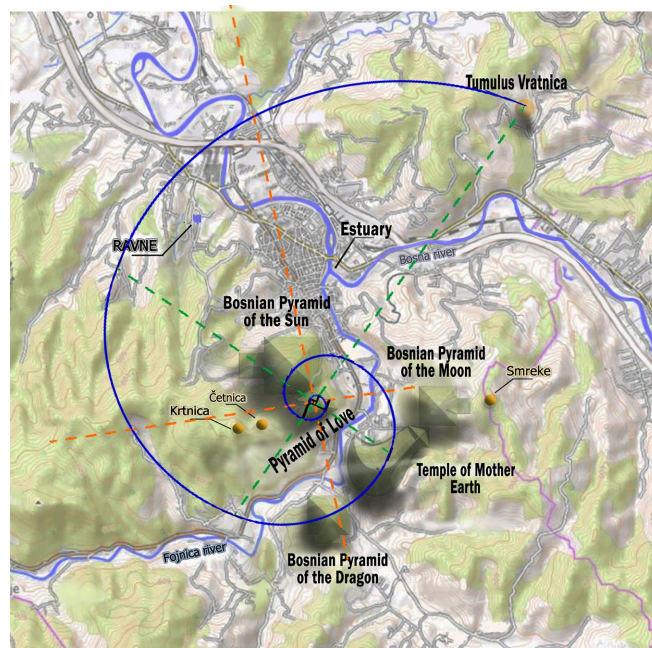 Tumulus Vratnica
Estuary
RAVNE
Bosna river
Bosnian Pyramid
of the Sun
Bosnian Pyramid
of the Moon
Smreke
Četnica
Krtnica
Pyramid of Love
Temple of Mother
Earth
Fojnica river
Bosnian Pyramid
of the Dragon